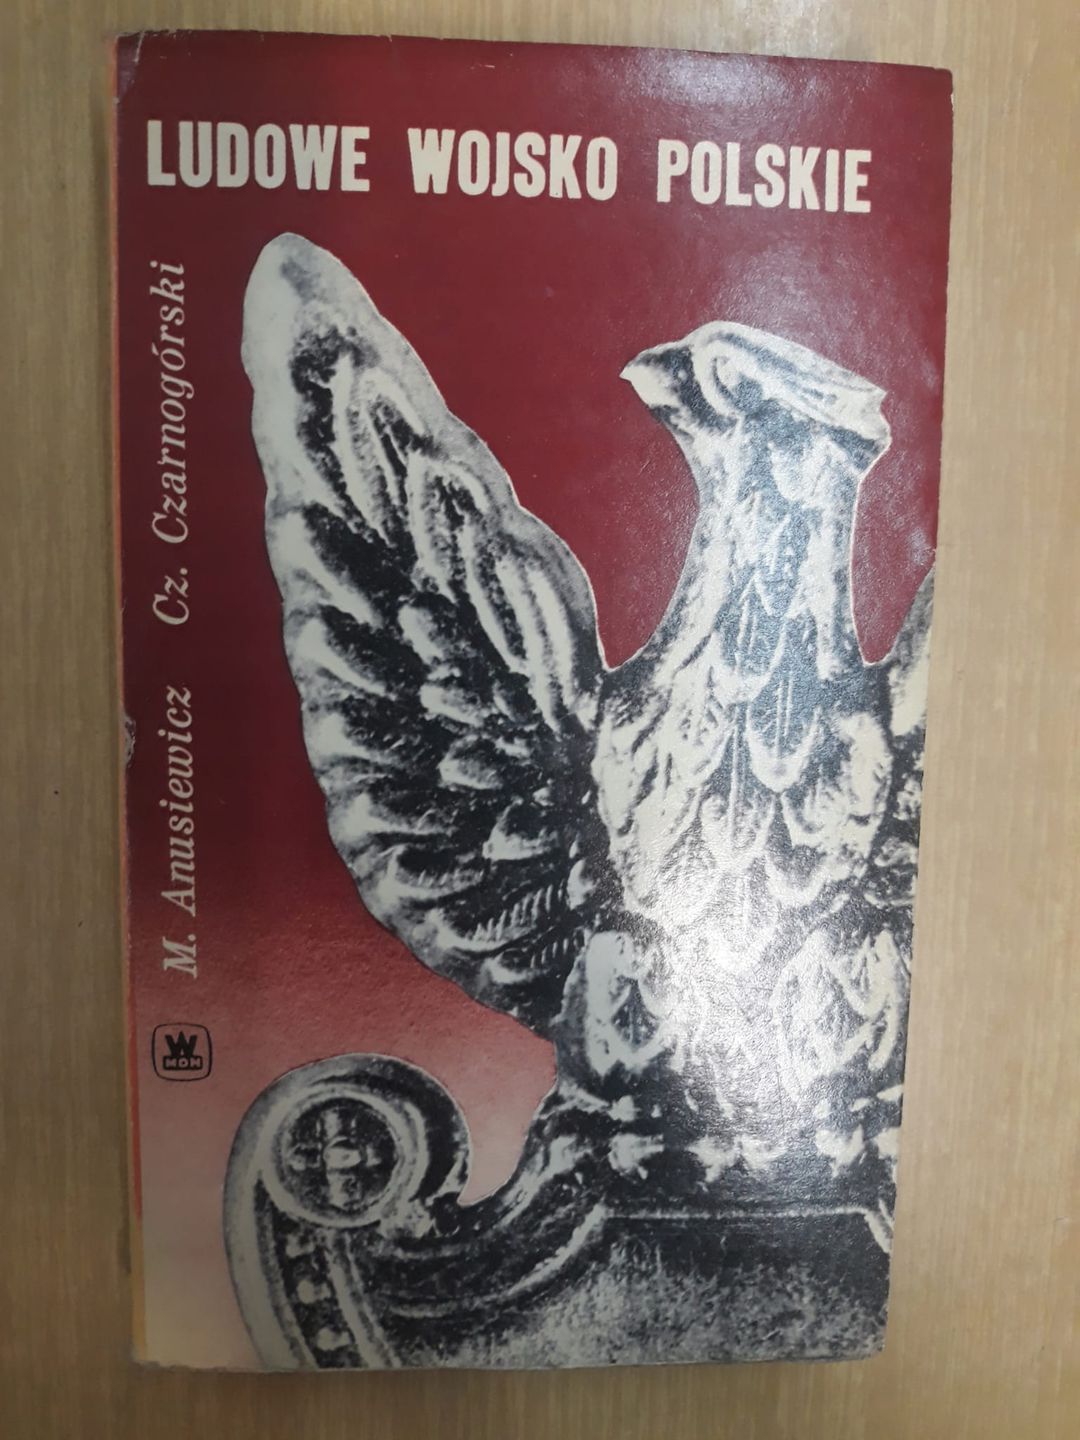 LUDOWE WOJSKO POLSKIE
M. Anusiewicz Cz. Czarnogórski
W
MON